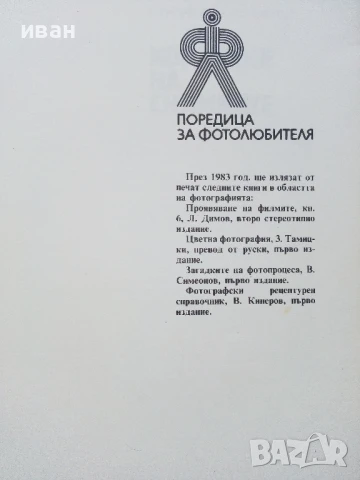 иван
ПОРЕДИЦА
ЗА ФОТОЛЮБИТЕЛЯ
През 1983 год. ще излязат от
печат следните книги в областта
на фотографията:
Проявяване на филмите, кн.
6, Л. Димов, второ стереотипно
издание.
Цветна фотография, З. Тамиц-
ки, превод от руски, първо из-
дание.
Загадките на фотопроцеса, В.
Симеонов, първо издание.
Фотографски рецептурен
справочник, В. Кинеров, първо
издание.
bazar